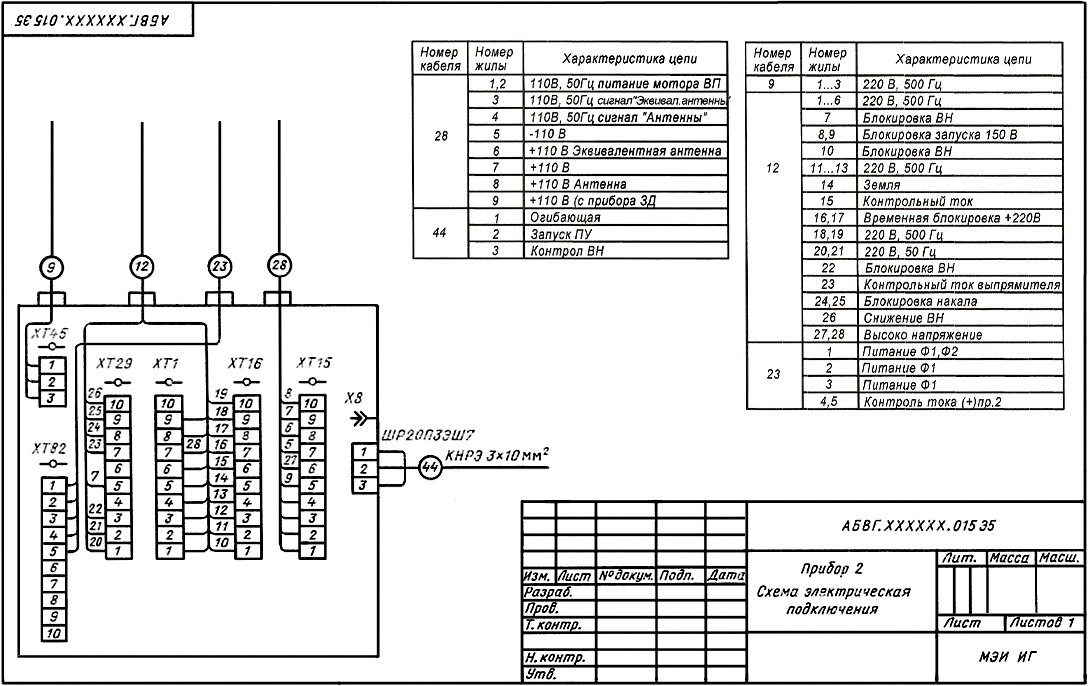 АБВГ.XXXXXX.015 35
Номер кабеля Номер жилы Характеристика цепи
28
1,2 110В, 50Гц питание мотора ВП
3 110В, 50Гц сигнал"Эквивал.антенны"
4 110В, 50Гц сигнал "Антенны"
5 -110 В
6 +110 В Эквивалентная антенна
7 +110 В
8 +110 В Антенна
9 +110 В (с прибора 3Д
44
1 Огибающая
2 Запуск ПУ
3 Контрол ВН
Номер кабеля Номер жилы Характеристика цепи
9 1...3 220 В, 500 Гц
12
1...6 220 В, 500 Гц
7 Блокировка ВН
8,9 Блокировка запуска 150 В
10 Блокировка ВН
11...13 220 В, 500 Гц
14 Земля
15 Контрольный ток
16,17 Временная блокировка +220В
18,19 220 В, 500 Гц
20,21 220 В, 50 Гц
22 Блокировка ВН
23 Контрольный ток выпрямителя
24,25 Блокировка накала
26 Снижение ВН
27,28 Высоко напряжение
23
1 Питание Ф1,Ф2
2 Питание Ф1
3 Питание Ф1
4,5 Контроль тока (+)пр.2
9 12 23 28
XT45
1
2
3
XT82
1
2
3
4
5
6
7
8
9
10
XT29
26 10
25 9
24 8
23 7
6
7 5
4
22 3
21 2
20 1
XT1
10
9
8 28
7
6
5
4
3
2
1
XT16
19 10
18 9
17 8
16 7
15 6
14 5
13 4
12 3
11 2
10 1
XT15
8 10
7 9
6 8
5 7
27 6
9 5
4
3
2
1
X8
ШР20П3ЭШ7
1
2
3
44
КНРЭ 3×10 мм²
АБВГ.XXXXXX.015 35
Изм. Лист № докум. Подп. Дата
Разраб.
Пров.
Т. контр.
Н. контр.
Утв.
Прибор 2
Схема электрическая
подключения
Лит. Масса Масш.
Лист Листов 1
МЭИ ИГ